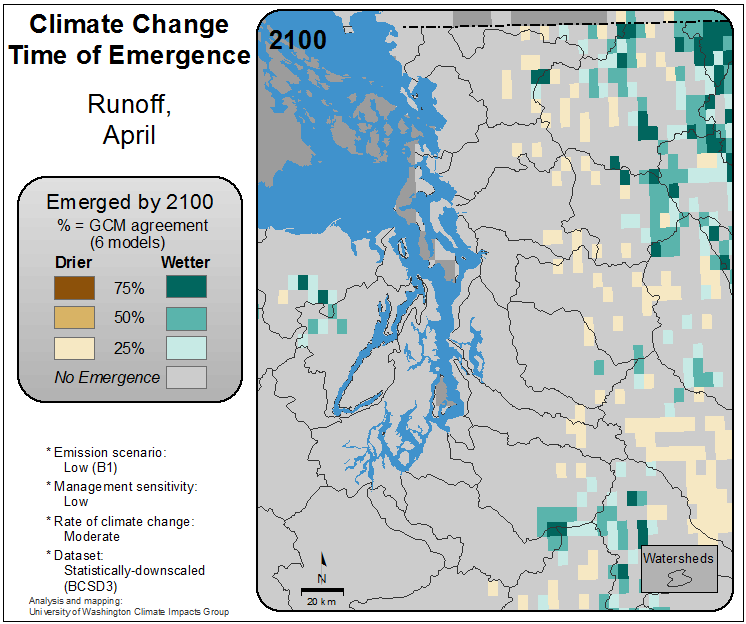 Climate Change
Time of Emergence
Runoff,
April
Emerged by 2100
% = GCM agreement
(6 models)
Drier Wetter
75%
50%
25%
No Emergence
* Emission scenario:
Low (B1)
* Management sensitivity:
Low
* Rate of climate change:
Moderate
* Dataset:
Statistically-downscaled
(BCSD3)
Analysis and mapping:
University of Washington Climate Impacts Group
2100
N
20 km
Watersheds